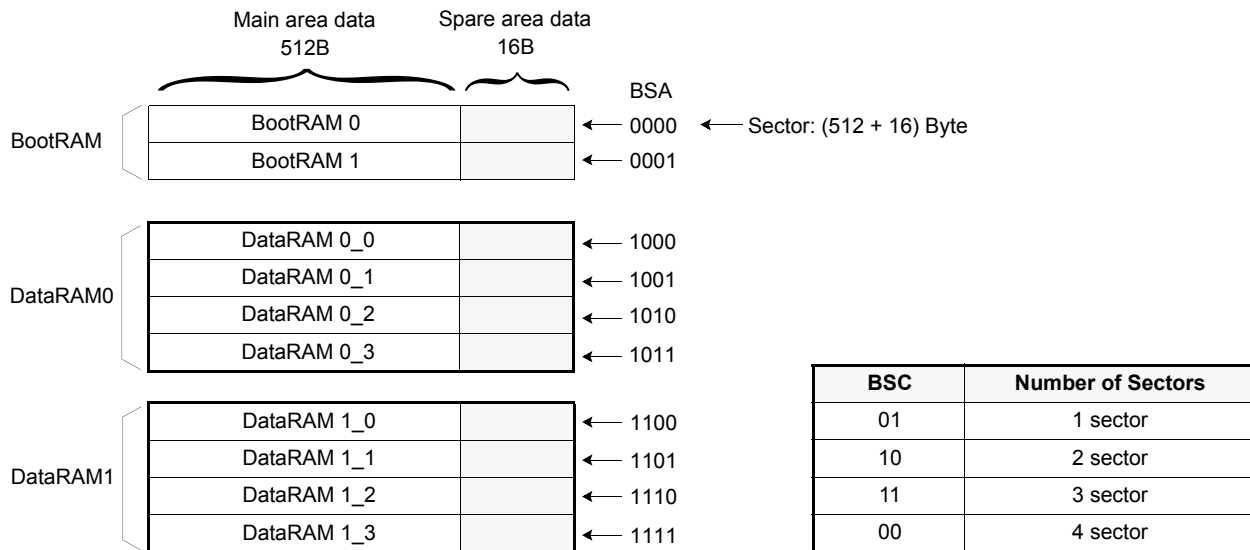 Main area data
512B
Spare area data
16B
BSA
BootRAM
BootRAM 0
0000
Sector: (512 + 16) Byte
BootRAM 1
0001
DataRAM0
DataRAM 0_0
1000
DataRAM 0_1
1001
DataRAM 0_2
1010
DataRAM 0_3
1011
DataRAM1
DataRAM 1_0
1100
DataRAM 1_1
1101
DataRAM 1_2
1110
DataRAM 1_3
1111
BSC Number of Sectors
01 1 sector
10 2 sector
11 3 sector
00 4 sector